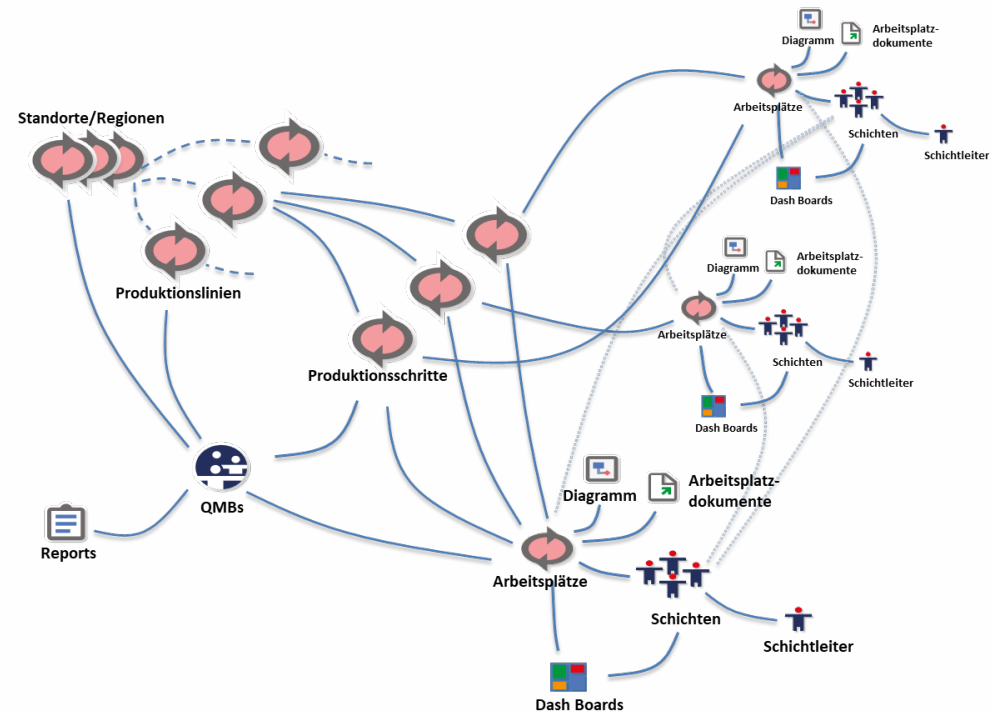 Diagramm
Arbeitsplatz-
dokumente
Arbeitsplätze
Schichten
Schichtleiter
Dash Boards
Standorte/Regionen
Produktionslinien
Diagramm
Arbeitsplatz-
dokumente
Arbeitsplätze
Schichten
Schichtleiter
Dash Boards
Produktionsschritte
QMBs
Reports
Diagramm
Arbeitsplatz-
dokumente
Arbeitsplätze
Schichten
Schichtleiter
Dash Boards